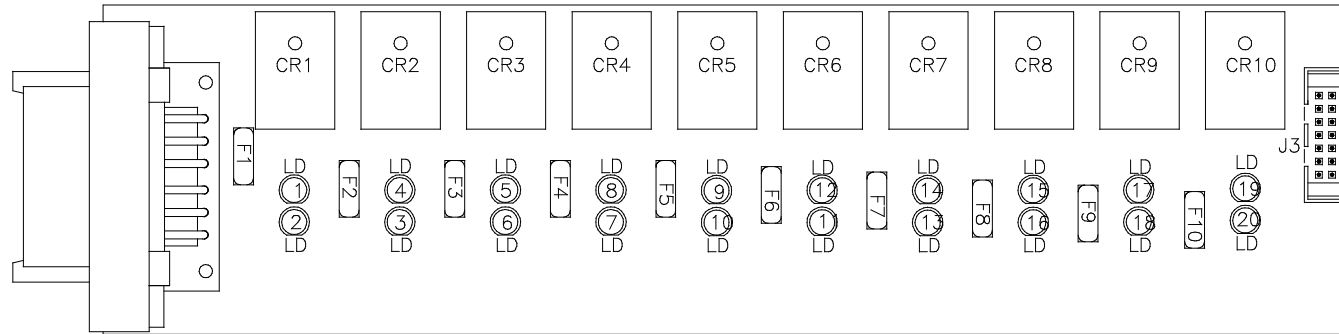 CR1 CR2 CR3 CR4 CR5 CR6 CR7 CR8 CR9 CR10
J3
F1 F2 F3 F4 F5 F6 F7 F8 F9 F10
LD LD LD LD LD LD LD LD LD LD
1 4 5 8 9 12 14 15 17 19
2 3 6 7 10 11 13 16 18 20
LD LD LD LD LD LD LD LD LD LD